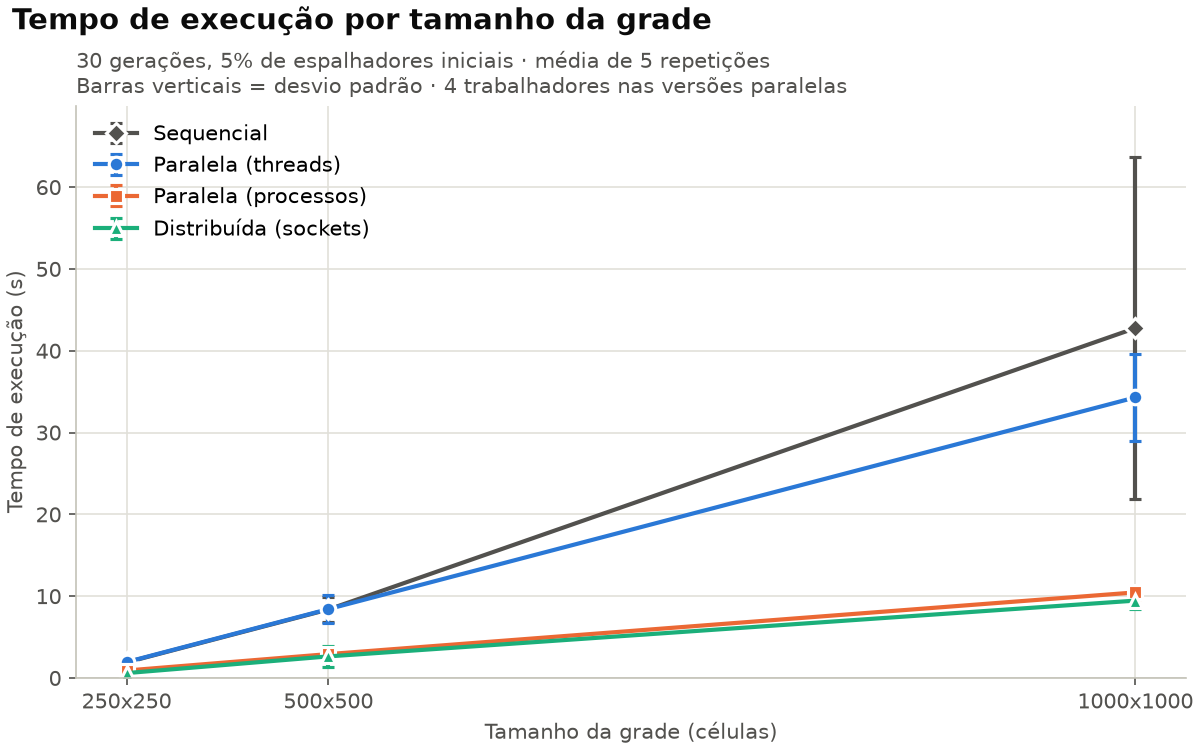 Tempo de execução por tamanho da grade
30 gerações, 5% de espalhadores iniciais · média de 5 repetições
Barras verticais = desvio padrão · 4 trabalhadores nas versões paralelas
Sequencial
Paralela (threads)
Paralela (processos)
Distribuída (sockets)
Tempo de execução (s)
60
50
40
30
20
10
0
250x250
500x500
1000x1000
Tamanho da grade (células)